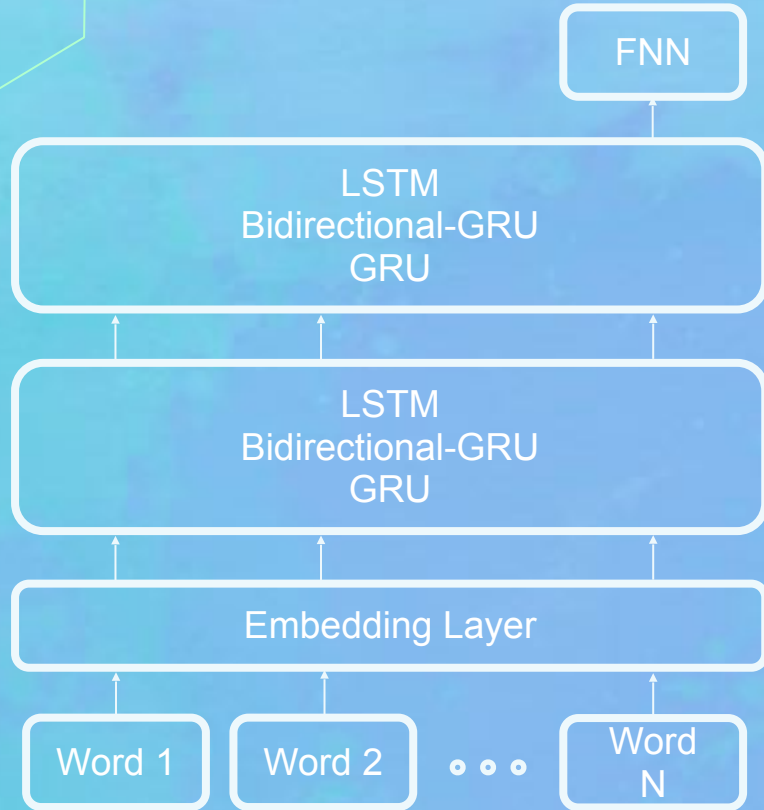 FNN
LSTM
Bidirectional-GRU
GRU
LSTM
Bidirectional-GRU
GRU
Embedding Layer
Word 1
Word 2
Word
N